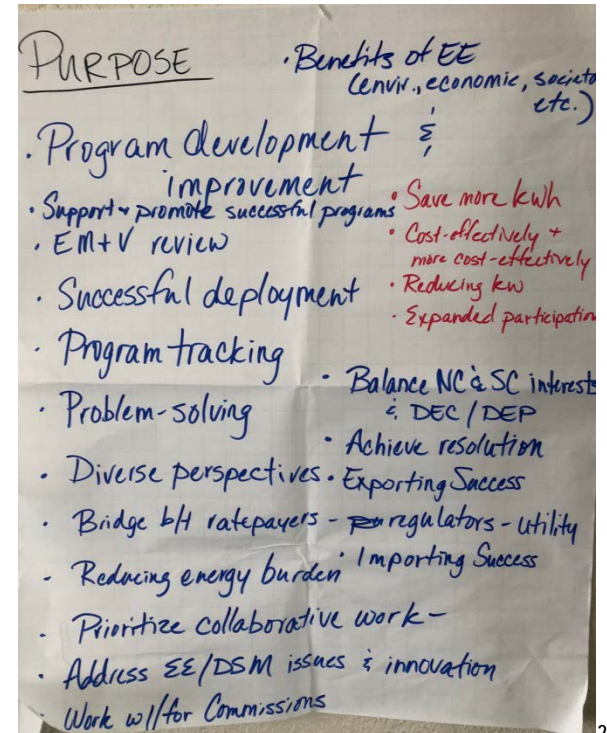 PURPOSE
· Benefits of EE
(envir., economic, societa
etc.)
· Program development &
improvement
· Support + promote successful programs
· EM+V review
· Successful deployment
· Program tracking
· Problem-solving
· Diverse perspectives
· Bridge b/t ratepayers - regulators - utility
- Reducing energy burden
· Prioritize collaborative work -
· Address EE/DSM issues & innovation
· Work w/for Commissions
· Save more kwh
· Cost-effectively +
more cost-effectively
· Reducing kw
· Expanded participation
· Balance NC & SC interests
& DEC/DEP
· Achieve resolution
· Exporting Success
· Importing Success
2